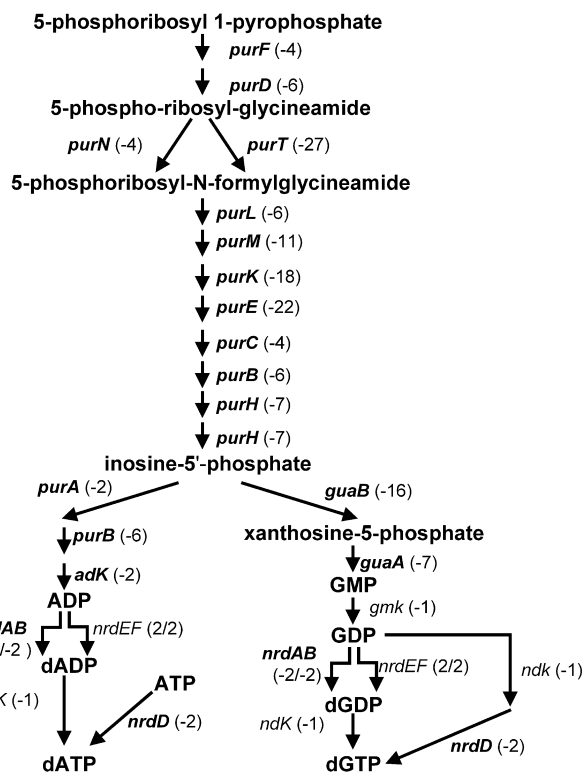 5-phosphoribosyl 1-pyrophosphate
purF (-4)
purD (-6)
5-phospho-ribosyl-glycineamide
purN (-4) purT (-27)
5-phosphoribosyl-N-formylglycineamide
purL (-6)
purM (-11)
purK (-18)
purE (-22)
purC (-4)
purB (-6)
purH (-7)
purH (-7)
inosine-5'-phosphate
purA (-2) guaB (-16)
purB (-6) xanthosine-5-phosphate
guaA (-7)
adK (-2) GMP
ADP gmk (-1)
AB nrdEF (2/2) GDP
/-2 ) nrdAB nrdEF (2/2) ndk (-1)
dADP (-2/-2)
K (-1) ATP dGDP
nrdD (-2) ndK (-1) nrdD (-2)
dATP dGTP